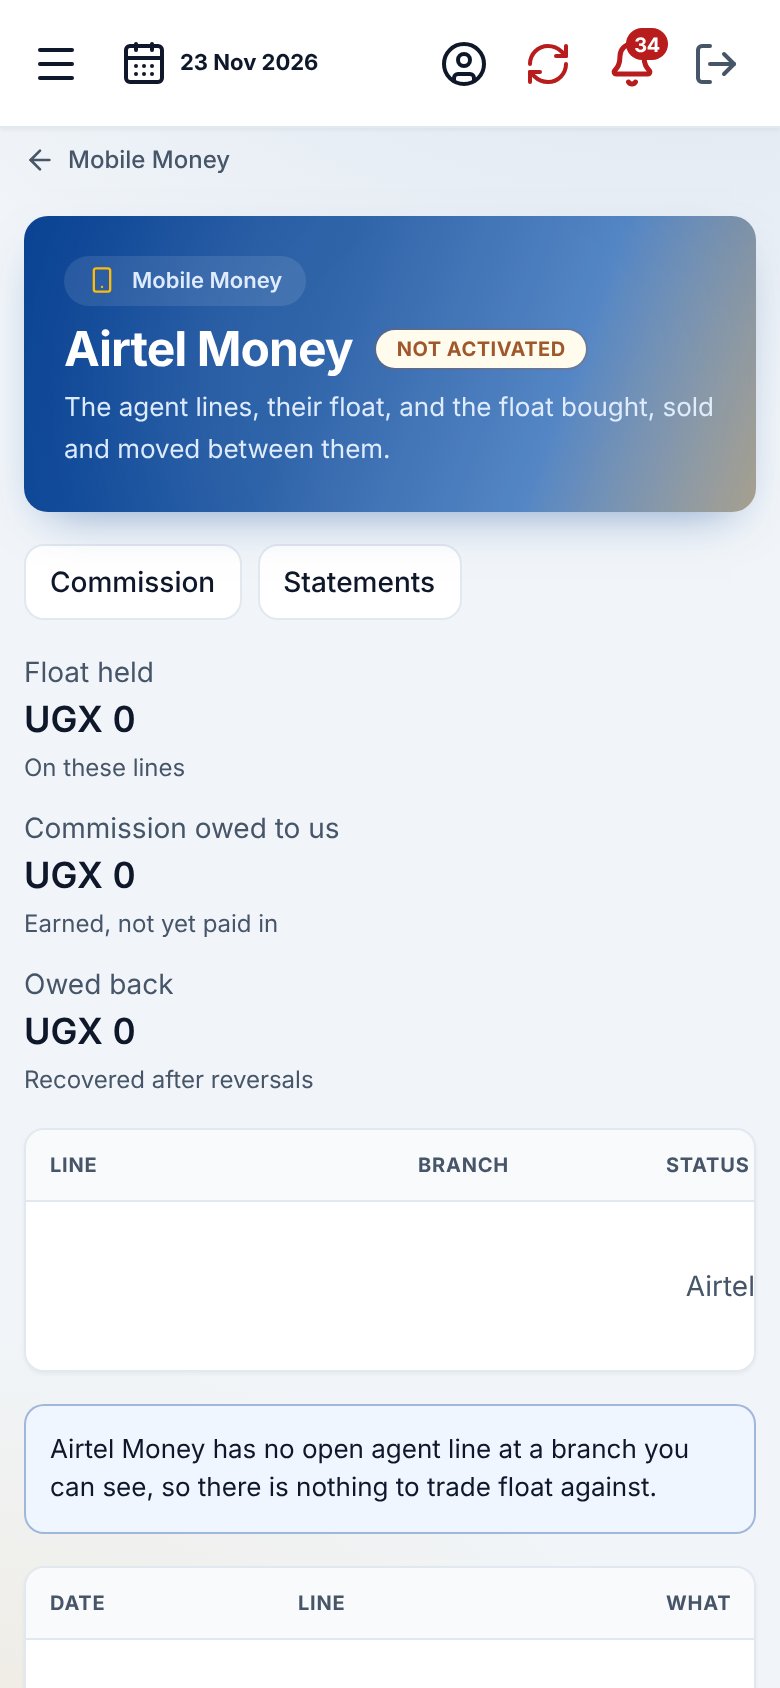 23 Nov 2026
34
Mobile Money
Mobile Money
Airtel Money NOT ACTIVATED
The agent lines, their float, and the float bought, sold
and moved between them.
Commission Statements
Float held
UGX 0
On these lines
Commission owed to us
UGX 0
Earned, not yet paid in
Owed back
UGX 0
Recovered after reversals
LINE BRANCH STATUS
Airtel
Airtel Money has no open agent line at a branch you
can see, so there is nothing to trade float against.
DATE LINE WHAT